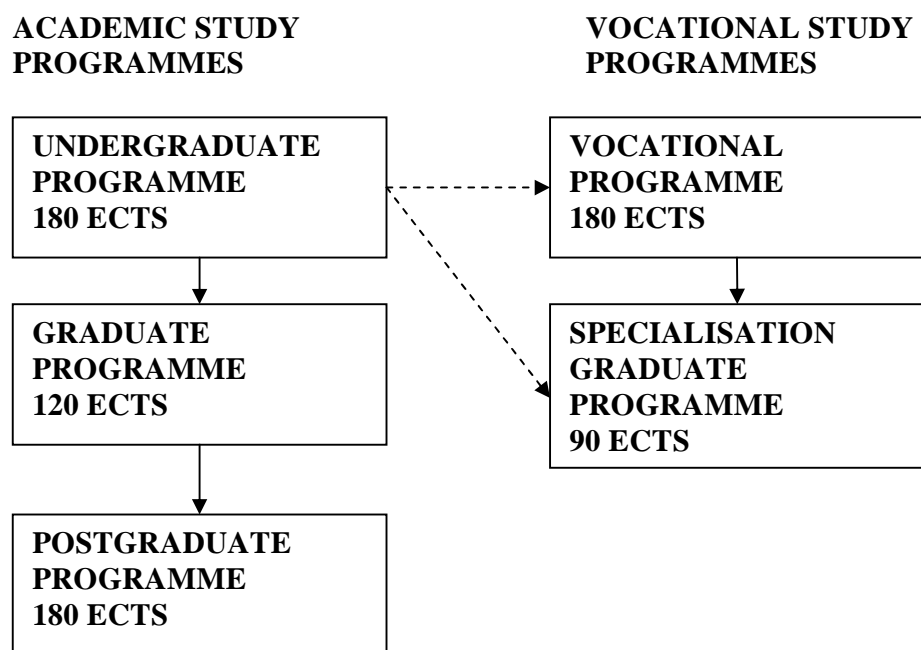 ACADEMIC STUDY
PROGRAMMES
VOCATIONAL STUDY
PROGRAMMES
UNDERGRADUATE
PROGRAMME
180 ECTS
VOCATIONAL
PROGRAMME
180 ECTS
GRADUATE
PROGRAMME
120 ECTS
SPECIALISATION
GRADUATE
PROGRAMME
90 ECTS
POSTGRADUATE
PROGRAMME
180 ECTS